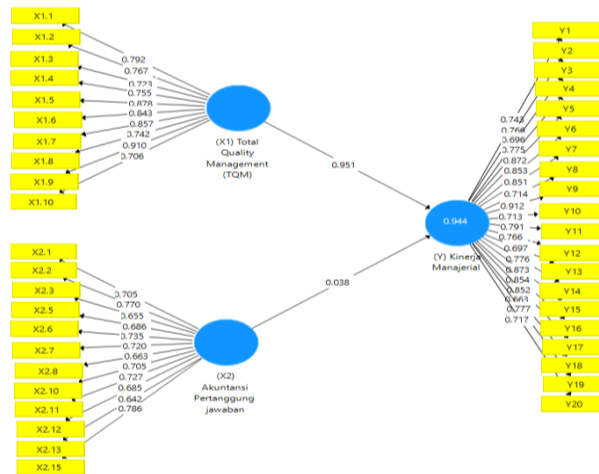 X1.1
X1.2
X1.3
X1.4
X1.5
X1.6
X1.7
X1.8
X1.9
X1.10
0.792
0.767
0.723
0.755
0.878
0.843
0.857
0.742
0.910
0.706
(X1) Total
Quality
Management
(TQM)
0.951
X2.1
X2.2
X2.3
X2.5
X2.6
X2.7
X2.8
X2.10
X2.11
X2.12
X2.13
X2.15
0.705
0.770
0.655
0.686
0.735
0.720
0.663
0.705
0.727
0.685
0.642
0.786
(X2)
Akuntansi
Pertanggung
jawaban
0.038
0.944
(Y) Kinerja
Manajerial
0.743
0.768
0.696
0.775
0.872
0.853
0.851
0.714
0.912
0.713
0.791
0.766
0.697
0.776
0.873
0.854
0.852
0.663
0.777
0.717
Y1
Y2
Y3
Y4
Y5
Y6
Y7
Y8
Y9
Y10
Y11
Y12
Y13
Y14
Y15
Y16
Y17
Y18
Y19
Y20